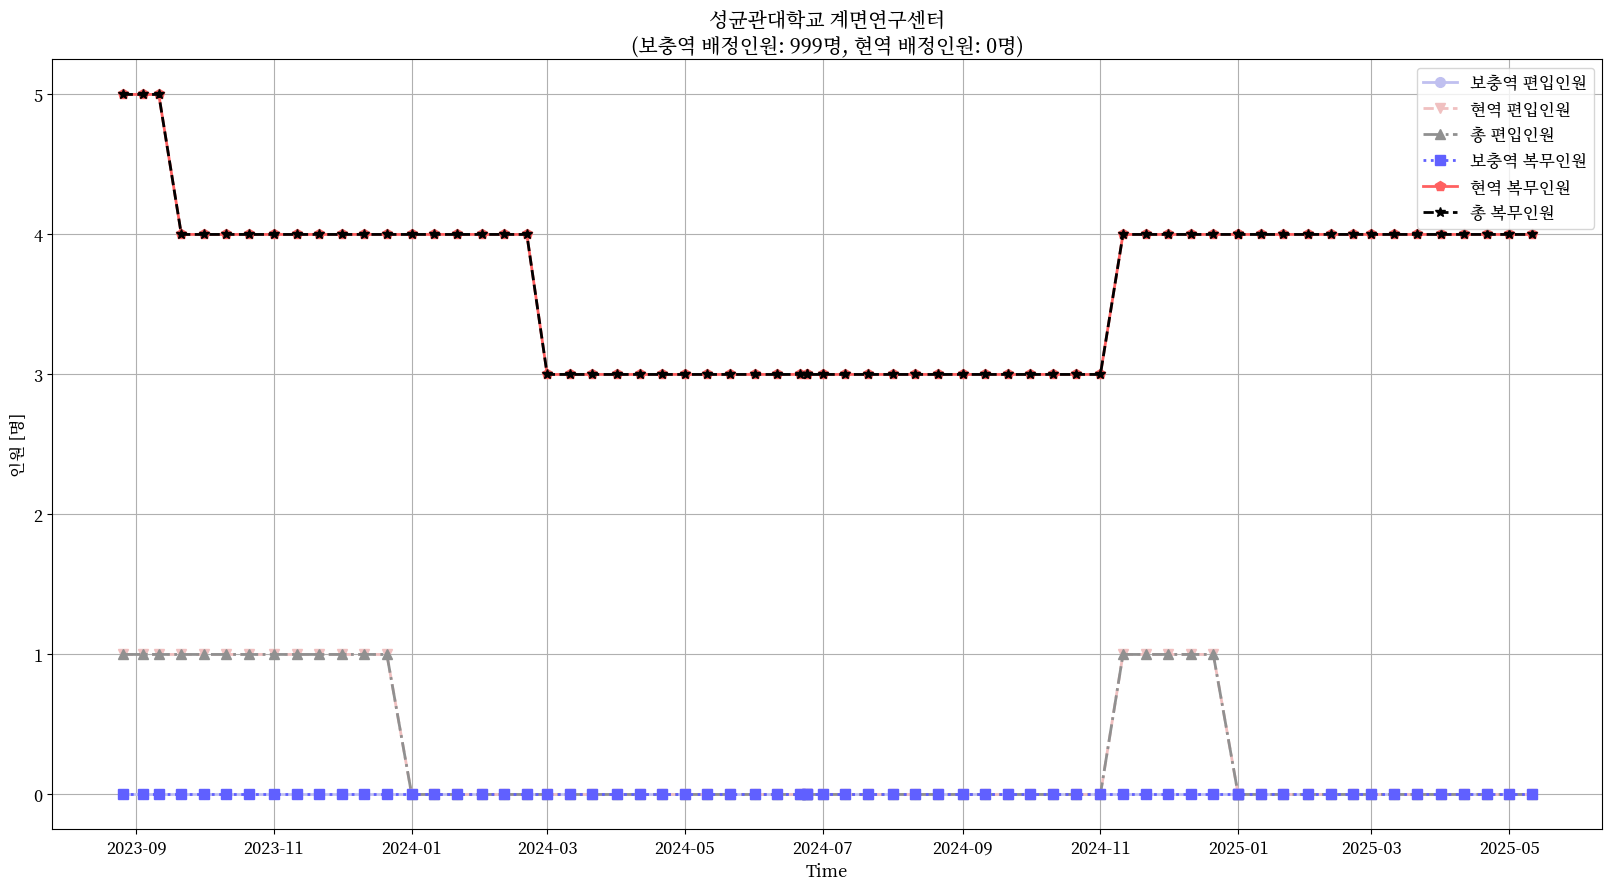 성균관대학교 계면연구센터
(보충역 배정인원: 999명, 현역 배정인원: 0명)
보충역 편입인원
현역 편입인원
총 편입인원
보충역 복무인원
현역 복무인원
총 복무인원
인원 [명]
5
4
3
2
1
0
2023-09 2023-11 2024-01 2024-03 2024-05 2024-07 2024-09 2024-11 2025-01 2025-03 2025-05
Time